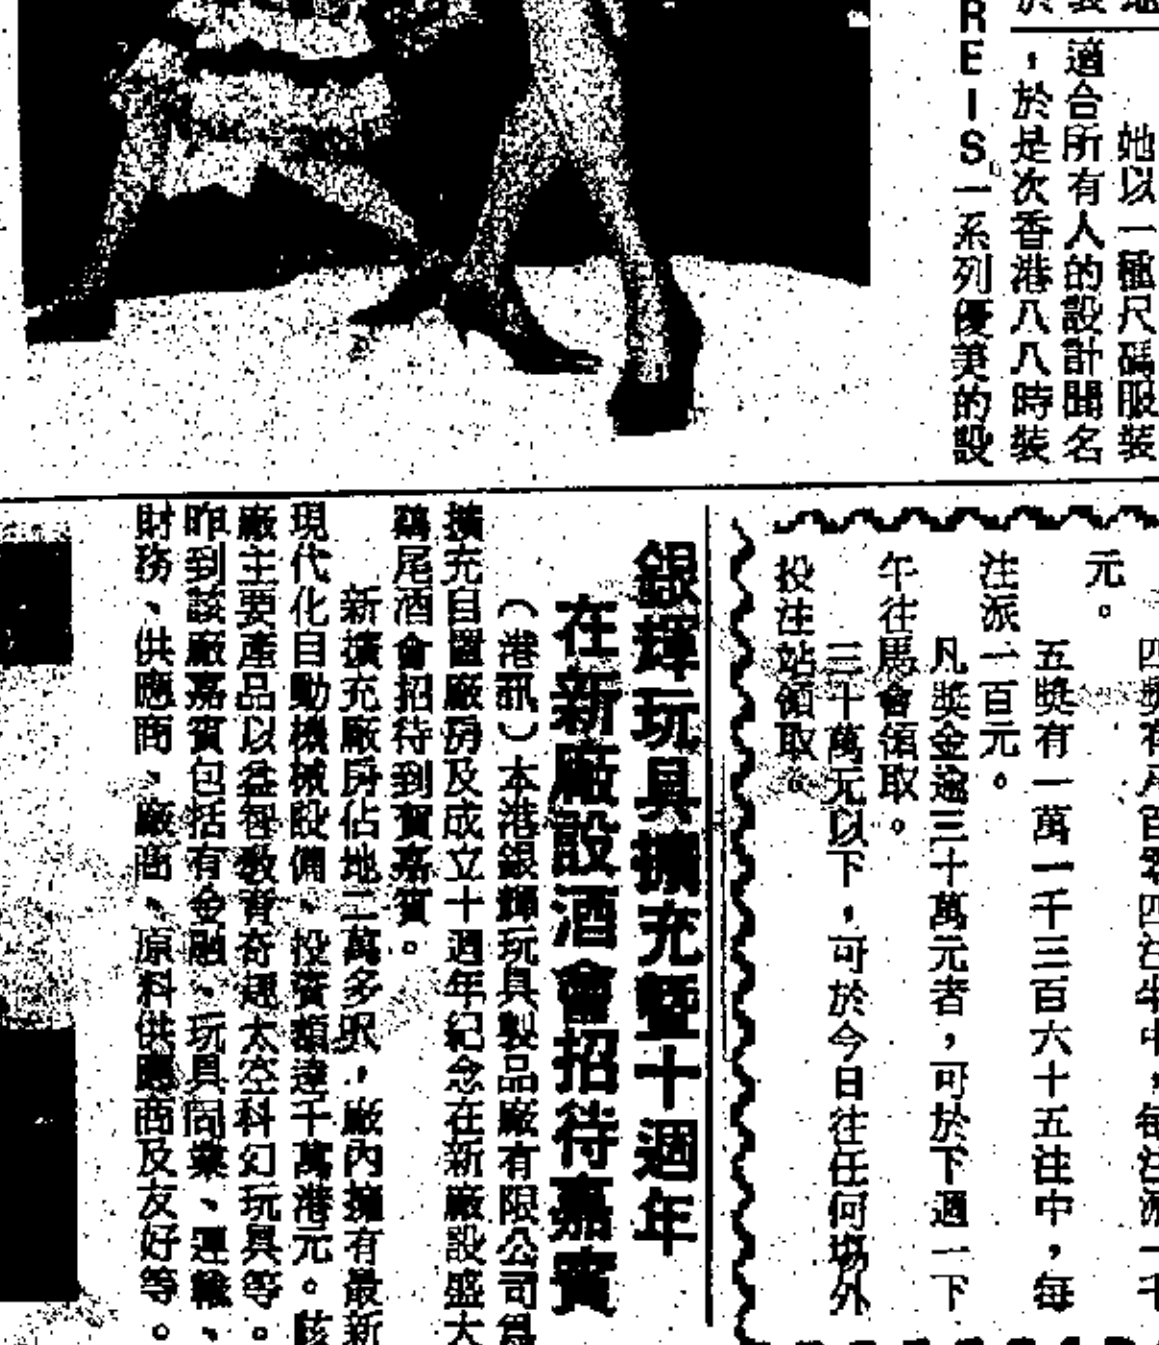 她以一種尺碼服裝
適合所有人的設計聞名
，於是次香港八八時裝
REIS一系列優美的設
元。
五獎有一萬一千三百六十五注中，每
注派一百元。
凡獎金逾三十萬元者，可於下週一下
午往馬會領取。
三十萬元以下，可於今日往任何場外
投注站領取。
銀輝玩具擴充暨十週年
在新廠設酒會招待嘉賓
（港訊）本港銀輝玩具製品廠有限公司爲
擴充自置廠房及成立十週年紀念在新廠設盛大
鷄尾酒會招待到賀嘉賓。
新擴充廠房佔地二萬多呎，廠內擁有最新
現代化自動機械設備、投資額達千萬港元。該
廠主要產品以益智教育奇趣太空科幻玩具等。
昨到該廠嘉賓包括有金融、玩具同業、運輸、
財務、供應商、廠商、原料供應商及友好等。